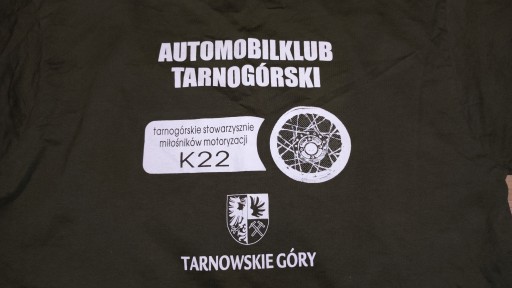 AUTOMOBILKLUB
TARNOGÓRSKI
tarnogórskie stowarzysznie
miłośników motoryzacji
K22
TARNOWSKIE GÓRY